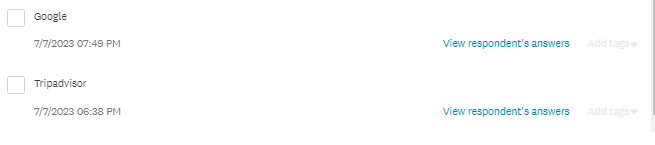 Google
7/7/2023 07:49 PM View respondent's answers Add tags
Tripadvisor
7/7/2023 06:38 PM View respondent's answers Add tags